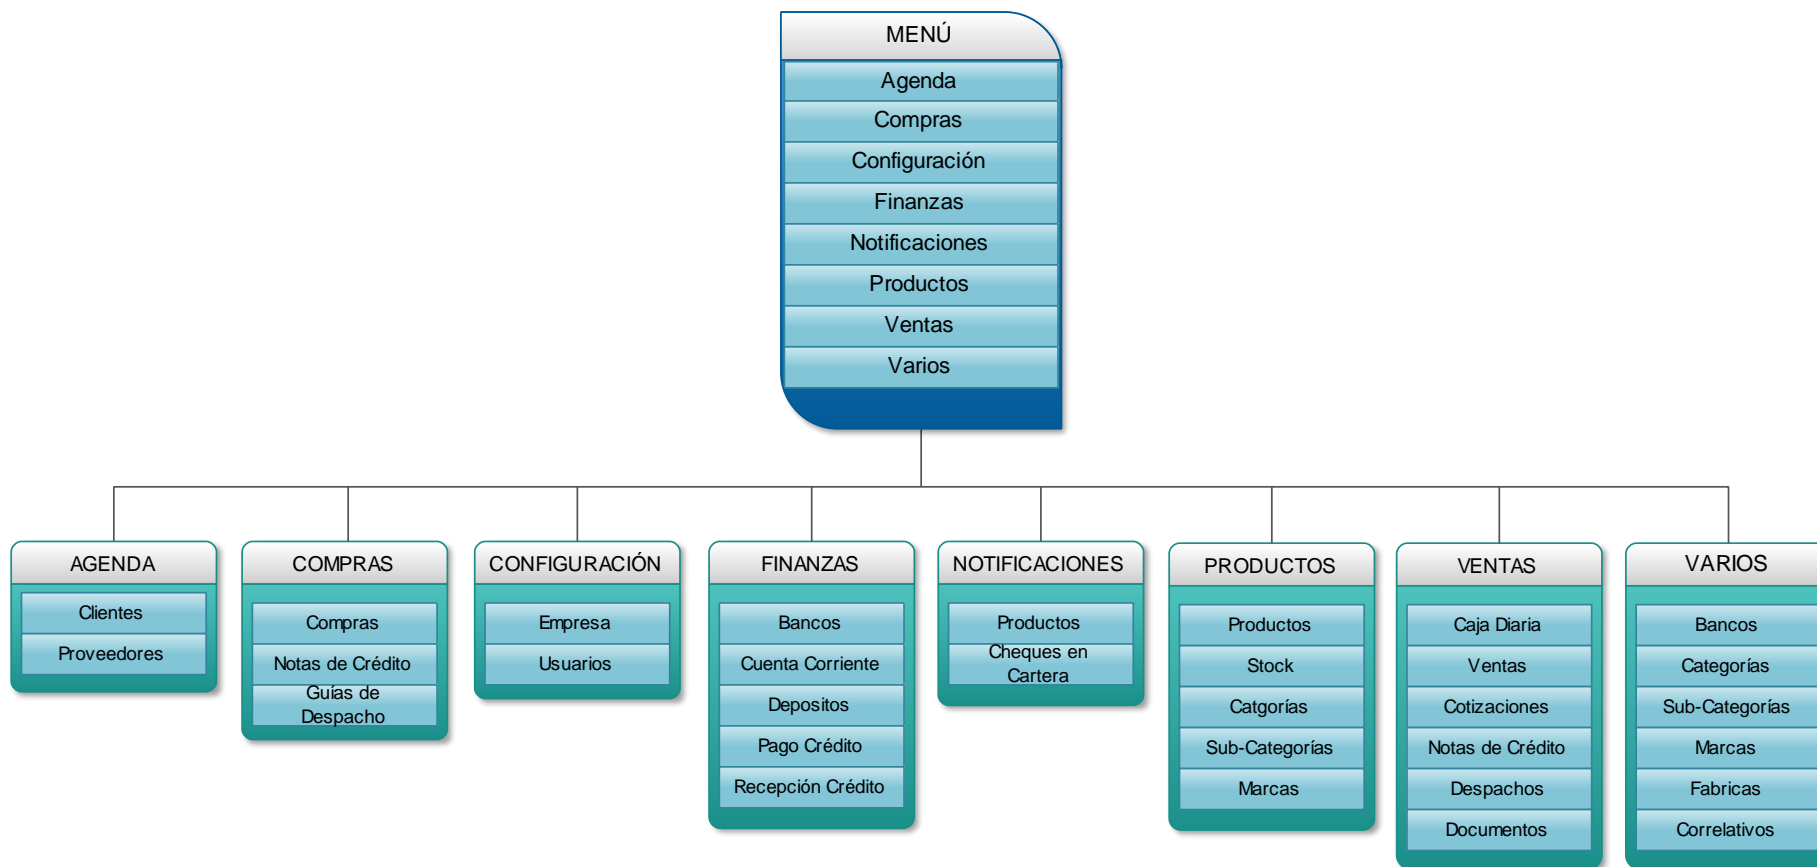 MENÚ
Agenda
Compras
Configuración
Finanzas
Notificaciones
Productos
Ventas
Varios
AGENDA
Clientes
Proveedores
COMPRAS
Compras
Notas de Crédito
Guías de
Despacho
CONFIGURACIÓN
Empresa
Usuarios
FINANZAS
Bancos
Cuenta Corriente
Depositos
Pago Crédito
Recepción Crédito
NOTIFICACIONES
Productos
Cheques en
Cartera
PRODUCTOS
Productos
Stock
Catgorías
Sub-Categorías
Marcas
VENTAS
Caja Diaria
Ventas
Cotizaciones
Notas de Crédito
Despachos
Documentos
VARIOS
Bancos
Categorías
Sub-Categorías
Marcas
Fabricas
Correlativos